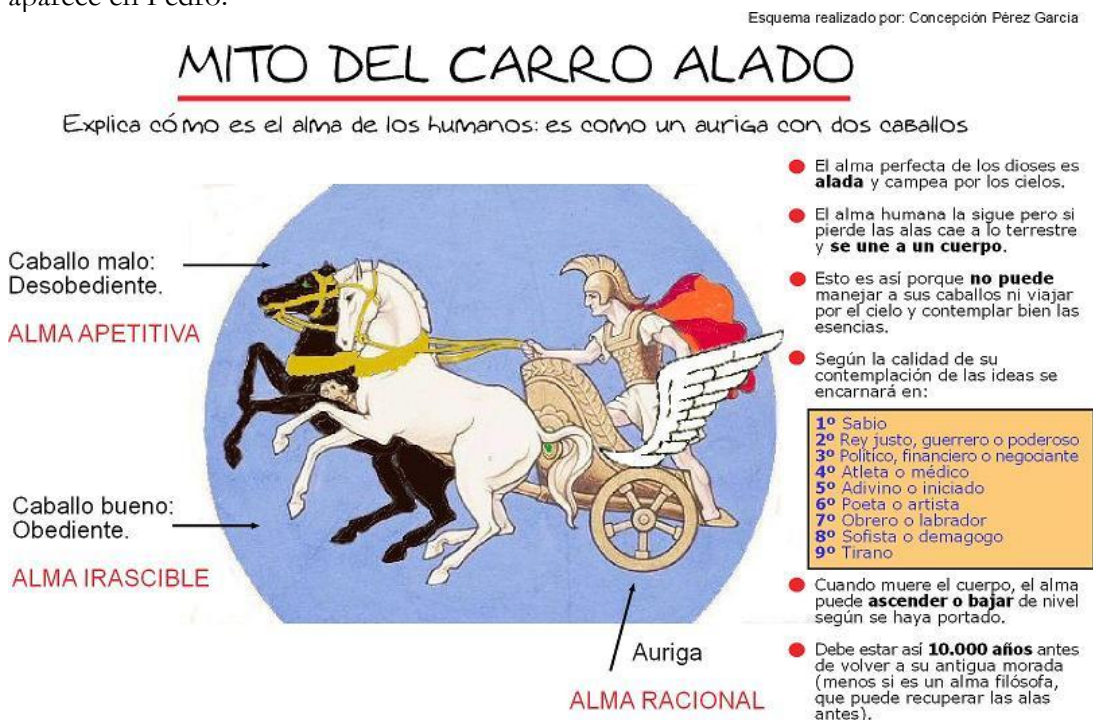 aparece en Pedro.
Esquema realizado por: Concepción Pérez García
MITO DEL CARRO ALADO
Explica cómo es el alma de los humanos: es como un auriga con dos caballos
Caballo malo:
Desobediente.
ALMA APETITIVA
Caballo bueno:
Obediente.
ALMA IRASCIBLE
Auriga
ALMA RACIONAL
El alma perfecta de los dioses es
alada y campea por los cielos.
El alma humana la sigue pero si
pierde las alas cae a lo terrestre
y se une a un cuerpo.
Esto es así porque no puede
manejar a sus caballos ni viajar
por el cielo y contemplar bien las
esencias.
Según la calidad de su
contemplación de las ideas se
encarnará en:
1º Sabio
2º Rey justo, guerrero o poderoso
3º Político, financiero o negociante
4º Atleta o médico
5º Adivino o iniciado
6º Poeta o artista
7º Obrero o labrador
8º Sofista o demagogo
9º Tirano
Cuando muere el cuerpo, el alma
puede ascender o bajar de nivel
según se haya portado.
Debe estar así 10.000 años antes
de volver a su antigua morada
(menos si es un alma filósofa,
que puede recuperar las alas
antes).